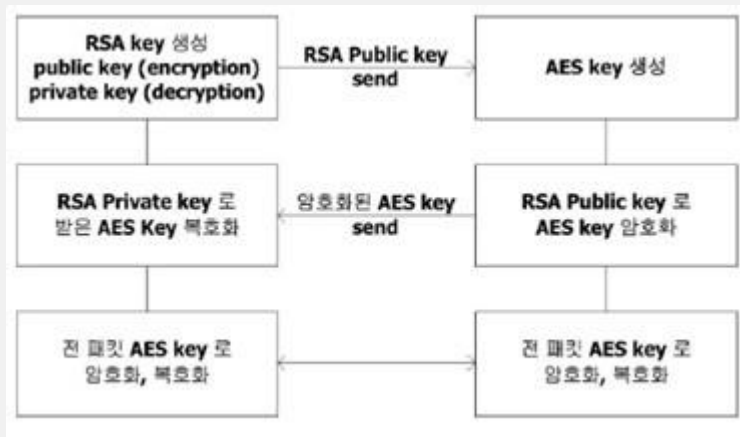 RSA key 생성
public key (encryption)
private key (decryption)
RSA Public key
send
AES key 생성
RSA Private key 로
받은 AES Key 복호화
암호화된 AES key
send
RSA Public key 로
AES key 암호화
전 패킷 AES key 로
암호화, 복호화
전 패킷 AES key 로
암호화, 복호화